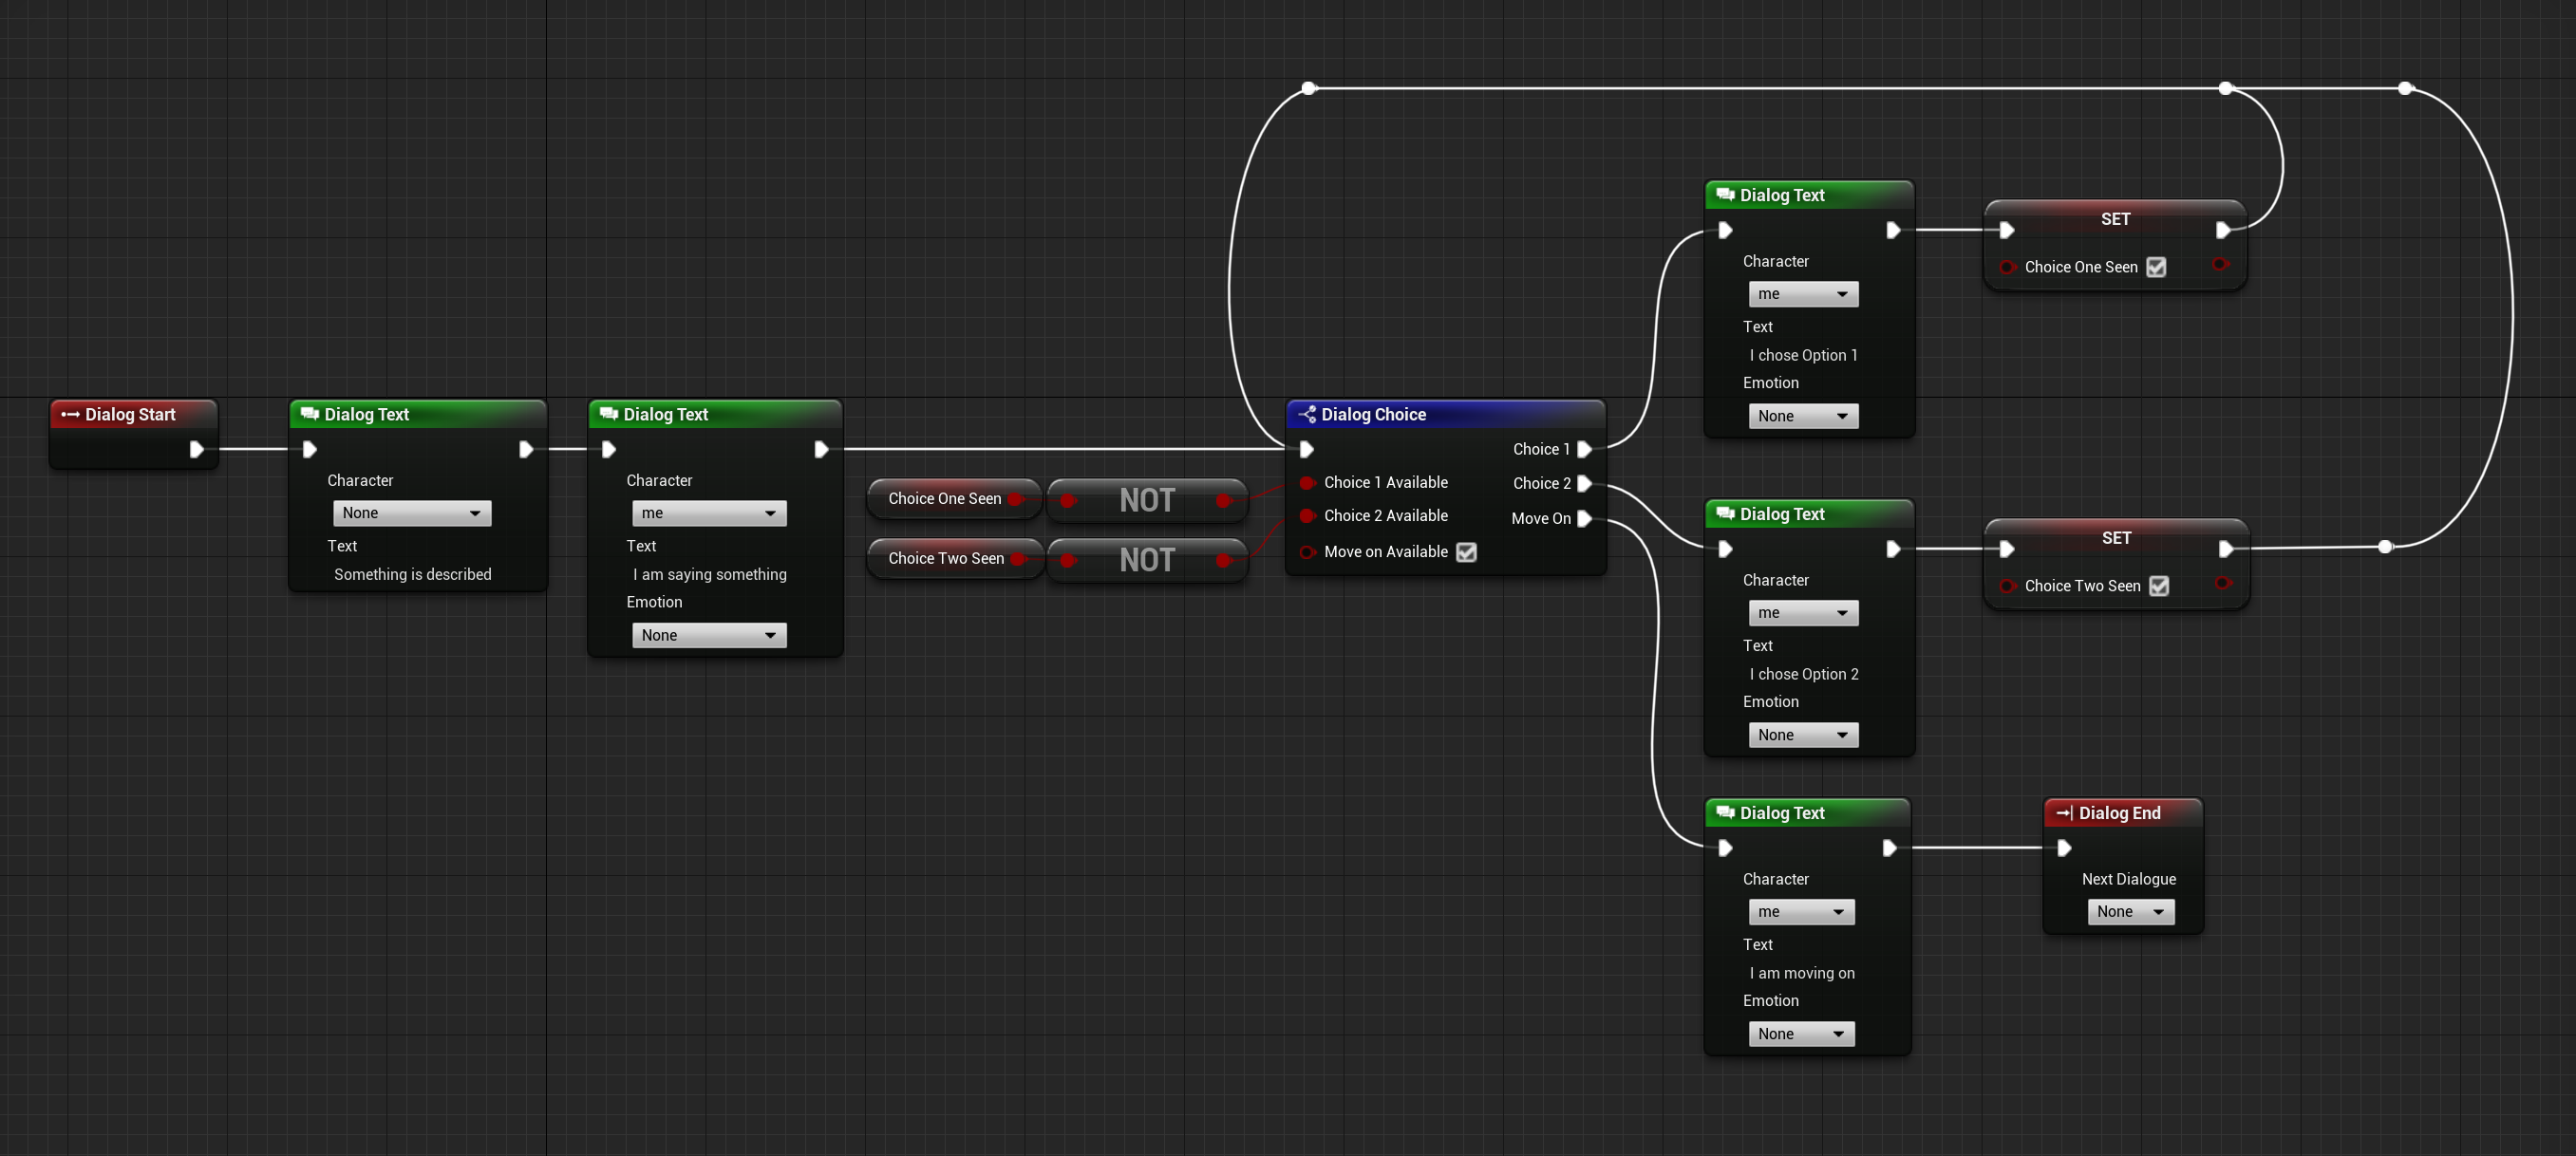 Dialog Start
Dialog Text
Character
None
Text
Something is described
Dialog Text
Character
me
Text
I am saying something
Emotion
None
Choice One Seen
NOT
Choice Two Seen
NOT
Dialog Choice
Choice 1
Choice 1 Available
Choice 2
Choice 2 Available
Move On
Move on Available
Dialog Text
Character
me
Text
I chose Option 1
Emotion
None
SET
Choice One Seen
Dialog Text
Character
me
Text
I chose Option 2
Emotion
None
SET
Choice Two Seen
Dialog Text
Character
me
Text
I am moving on
Emotion
None
Dialog End
Next Dialogue
None